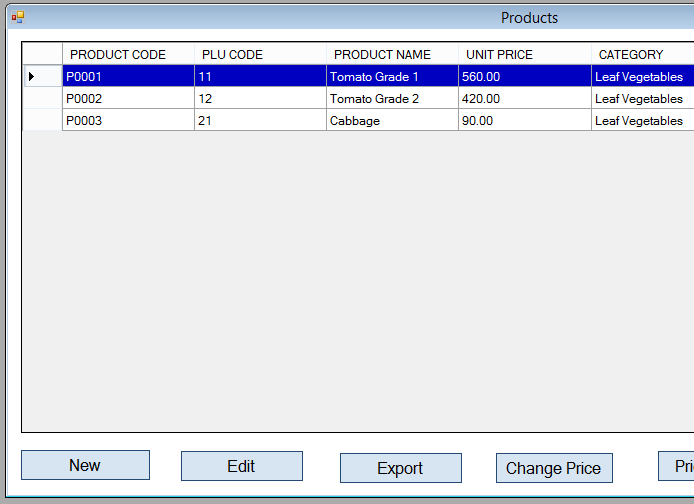 Products
PRODUCT CODE PLU CODE PRODUCT NAME UNIT PRICE CATEGORY
P0001 11 Tomato Grade 1 560.00 Leaf Vegetables
P0002 12 Tomato Grade 2 420.00 Leaf Vegetables
P0003 21 Cabbage 90.00 Leaf Vegetables
New Edit Export Change Price